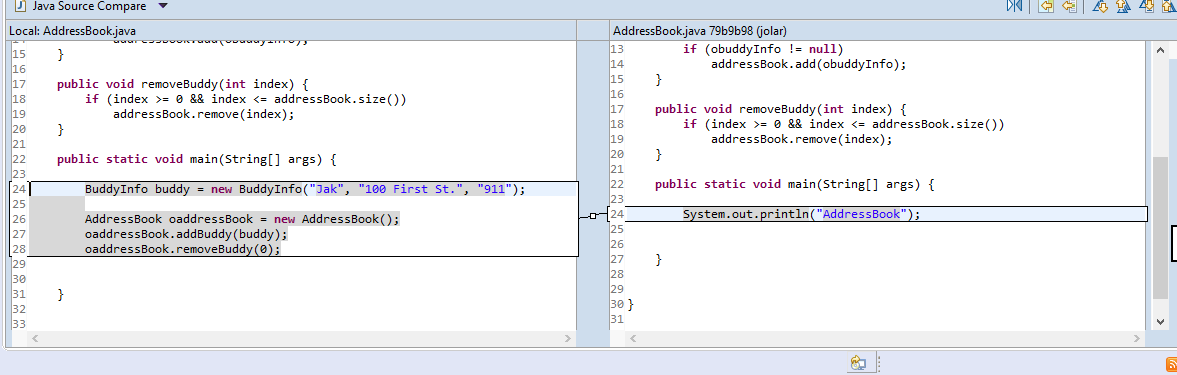 Java Source Compare
Local: AddressBook.java
15 }
16
17 public void removeBuddy(int index) {
18 if (index >= 0 && index <= addressBook.size())
19 addressBook.remove(index);
20 }
21
22 public static void main(String[] args) {
23
24 BuddyInfo buddy = new BuddyInfo("Jak", "100 First St.", "911");
25
26 AddressBook oaddressBook = new AddressBook();
27 oaddressBook.addBuddy(buddy);
28 oaddressBook.removeBuddy(0);
29
30
31 }
32
33
AddressBook.java 79b9b98 (jolar)
13 if (obuddyInfo != null)
14 addressBook.add(obuddyInfo);
15 }
16
17 public void removeBuddy(int index) {
18 if (index >= 0 && index <= addressBook.size())
19 addressBook.remove(index);
20 }
21
22 public static void main(String[] args) {
23
24 System.out.println("AddressBook");
25
26
27 }
28
29
30 }
31